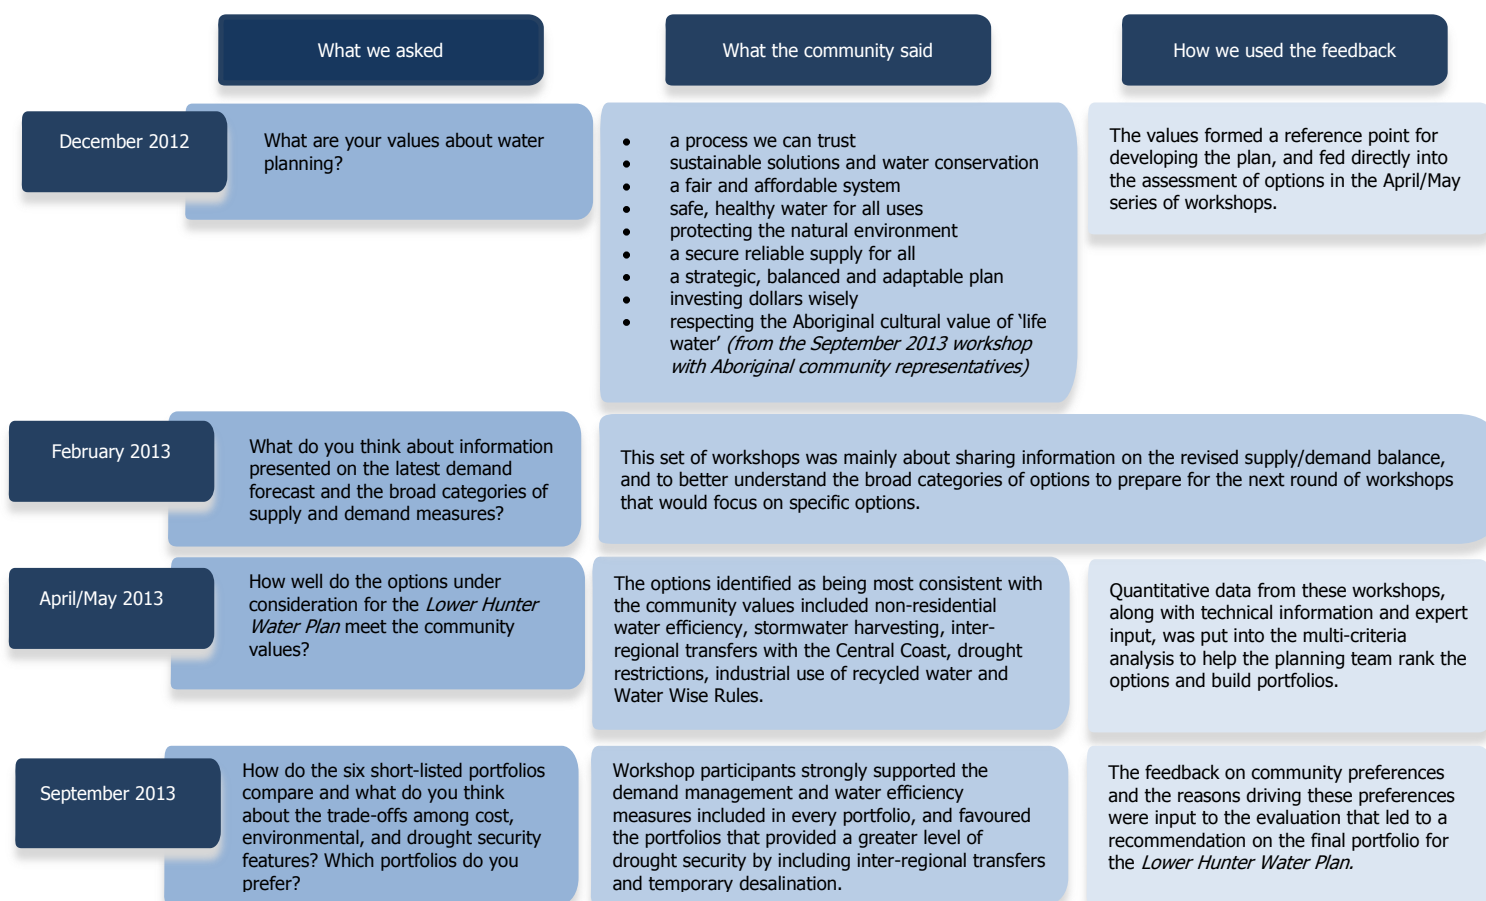 What we asked
What the community said
How we used the feedback
December 2012
What are your values about water
planning?
• a process we can trust
• sustainable solutions and water conservation
• a fair and affordable system
• safe, healthy water for all uses
• protecting the natural environment
• a secure reliable supply for all
• a strategic, balanced and adaptable plan
• investing dollars wisely
• respecting the Aboriginal cultural value of ‘life
water’ (from the September 2013 workshop
with Aboriginal community representatives)
The values formed a reference point for
developing the plan, and fed directly into
the assessment of options in the April/May
series of workshops.
February 2013
What do you think about information
presented on the latest demand
forecast and the broad categories of
supply and demand measures?
This set of workshops was mainly about sharing information on the revised supply/demand balance,
and to better understand the broad categories of options to prepare for the next round of workshops
that would focus on specific options.
April/May 2013
How well do the options under
consideration for the Lower Hunter
Water Plan meet the community
values?
The options identified as being most consistent with
the community values included non-residential
water efficiency, stormwater harvesting, inter-
regional transfers with the Central Coast, drought
restrictions, industrial use of recycled water and
Water Wise Rules.
Quantitative data from these workshops,
along with technical information and expert
input, was put into the multi-criteria
analysis to help the planning team rank the
options and build portfolios.
September 2013
How do the six short-listed portfolios
compare and what do you think
about the trade-offs among cost,
environmental, and drought security
features? Which portfolios do you
prefer?
Workshop participants strongly supported the
demand management and water efficiency
measures included in every portfolio, and favoured
the portfolios that provided a greater level of
drought security by including inter-regional transfers
and temporary desalination.
The feedback on community preferences
and the reasons driving these preferences
were input to the evaluation that led to a
recommendation on the final portfolio for
the Lower Hunter Water Plan.